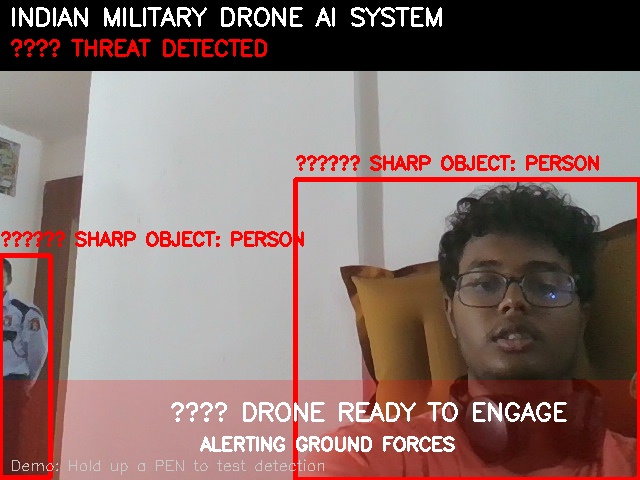 INDIAN MILITARY DRONE AI SYSTEM
???? THREAT DETECTED
?????? SHARP OBJECT: PERSON
?????? SHARP OBJECT: PERSON
???? DRONE READY TO ENGAGE
ALERTING GROUND FORCES
Demo: Hold up a PEN to test detection